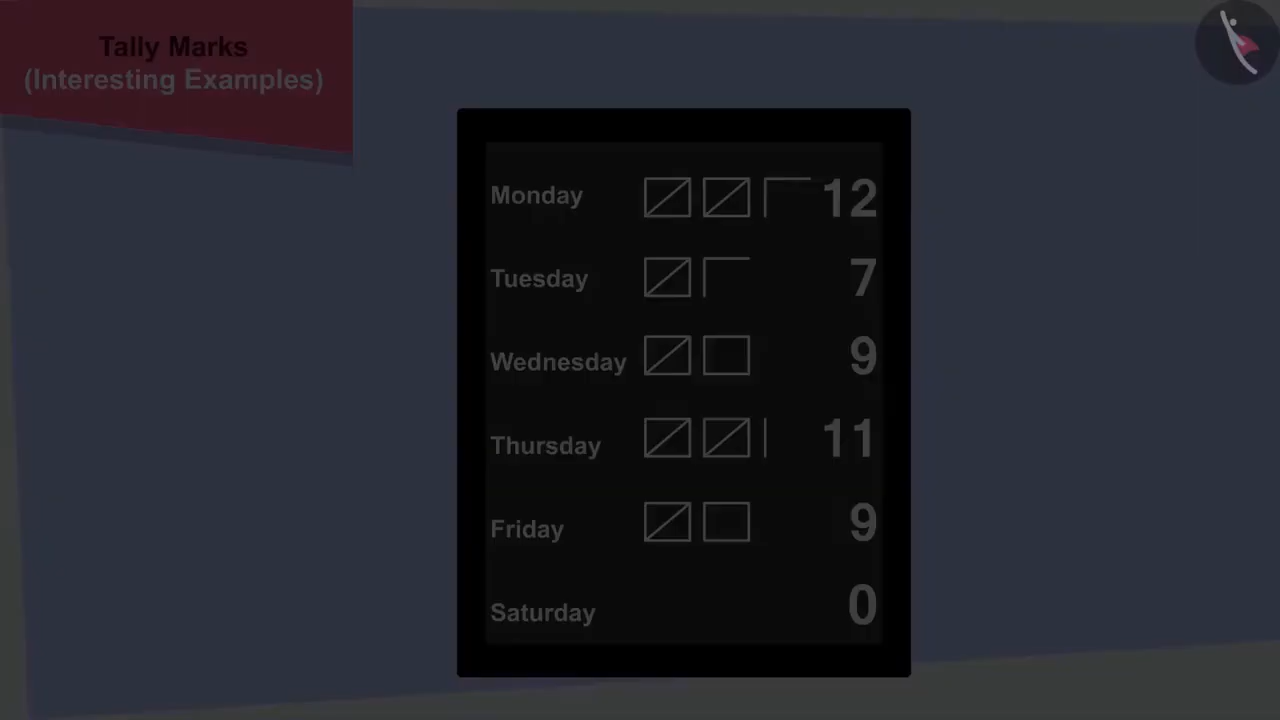 Tally Marks
(Interesting Examples)
Monday 12
Tuesday 7
Wednesday 9
Thursday 11
Friday 9
Saturday 0